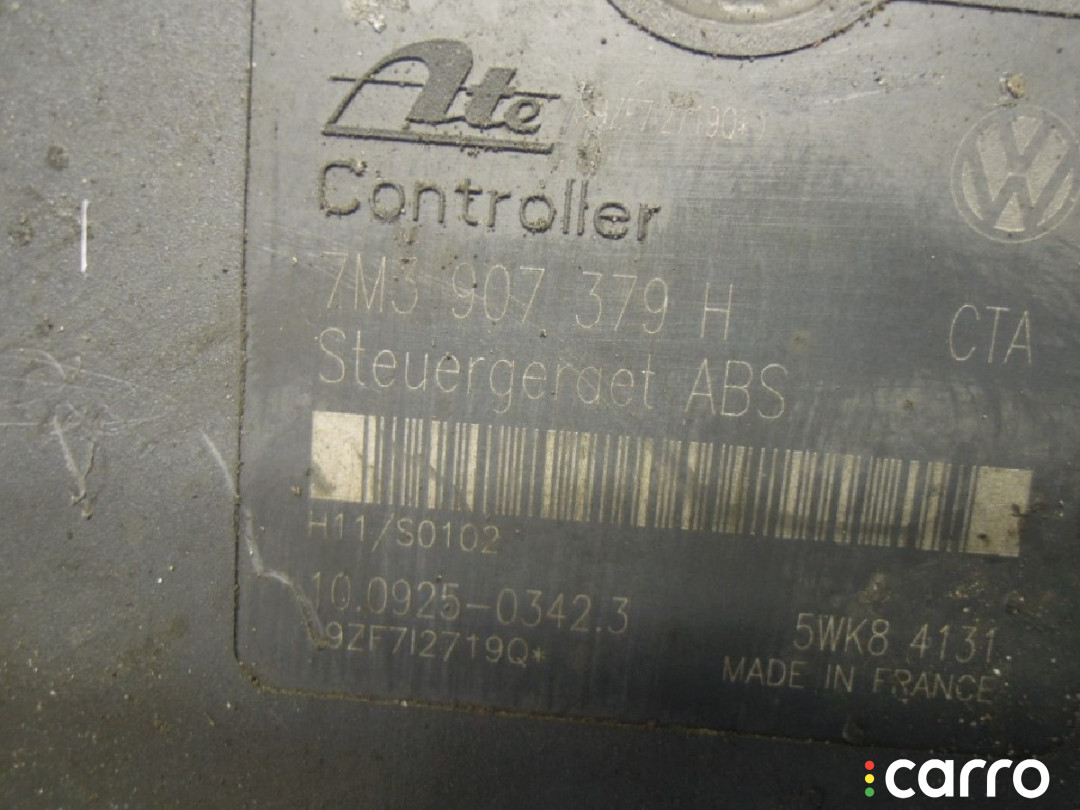 Ate
Controller
7M3 907 379 H
CTA
Steuergeraet ABS
H11/S0102
10.0925-0342.3
5WK8 4131
9ZF7I2719Q*
MADE IN FRANCE
carro